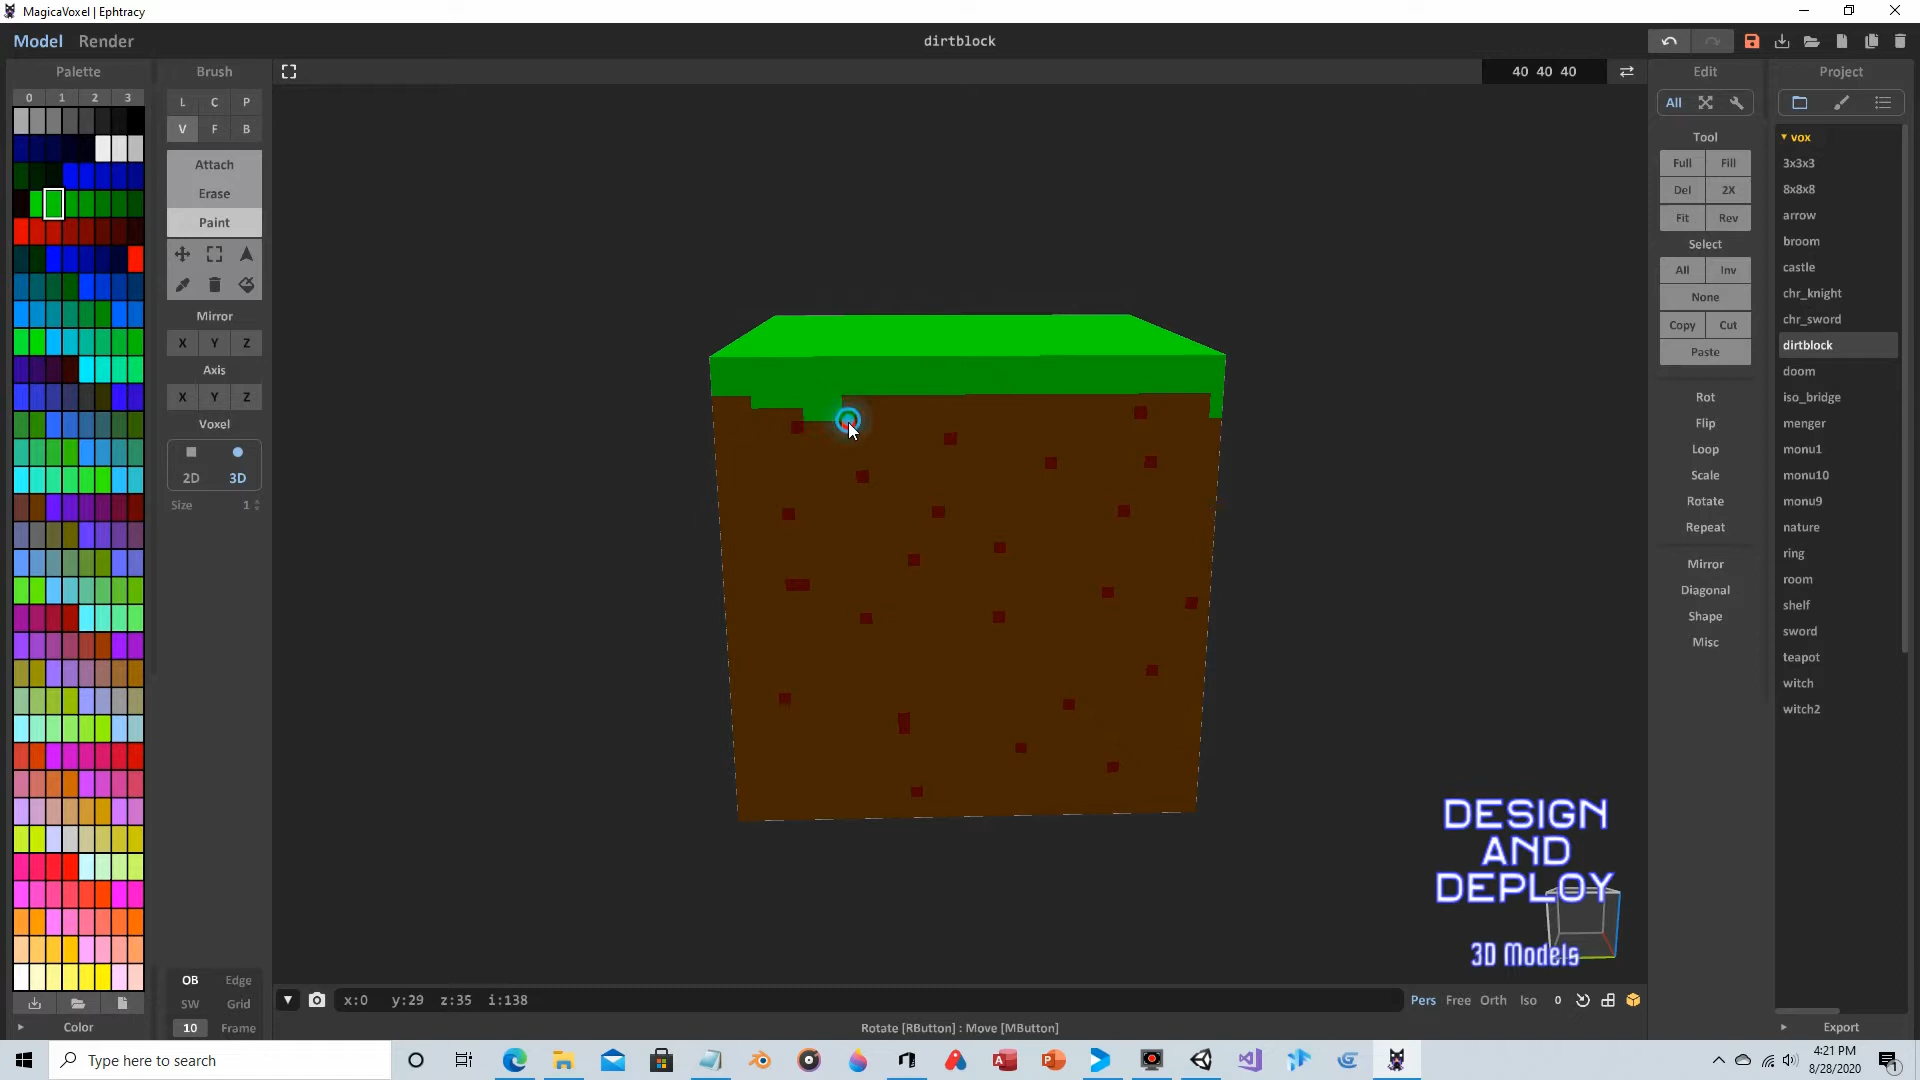 MagicaVoxel | Ephtracy
Model Render
dirtblock
Palette
Brush
40 40 40
Edit
Project
0 1 2 3
L C P
V F B
All
Attach
Erase
Paint
Mirror
X Y Z
Axis
X Y Z
Voxel
2D 3D
Size 1
OB Edge
SW Grid
10 Frame
Color
Tool
Full Fill
Del 2X
Fit Rev
Select
All Inv
None
Copy Cut
Paste
Rot
Flip
Loop
Scale
Rotate
Repeat
Mirror
Diagonal
Shape
Misc
vox
3x3x3
8x8x8
arrow
broom
castle
chr_knight
chr_sword
dirtblock
doom
iso_bridge
menger
monu1
monu10
monu9
nature
ring
room
shelf
sword
teapot
witch
witch2
Export
DESIGN
AND
DEPLOY
3D Models
x:0 y:29 z:35 i:138
Pers Free Orth Iso 0
Rotate [RButton] : Move [MButton]
Type here to search
4:21 PM
8/28/2020
1